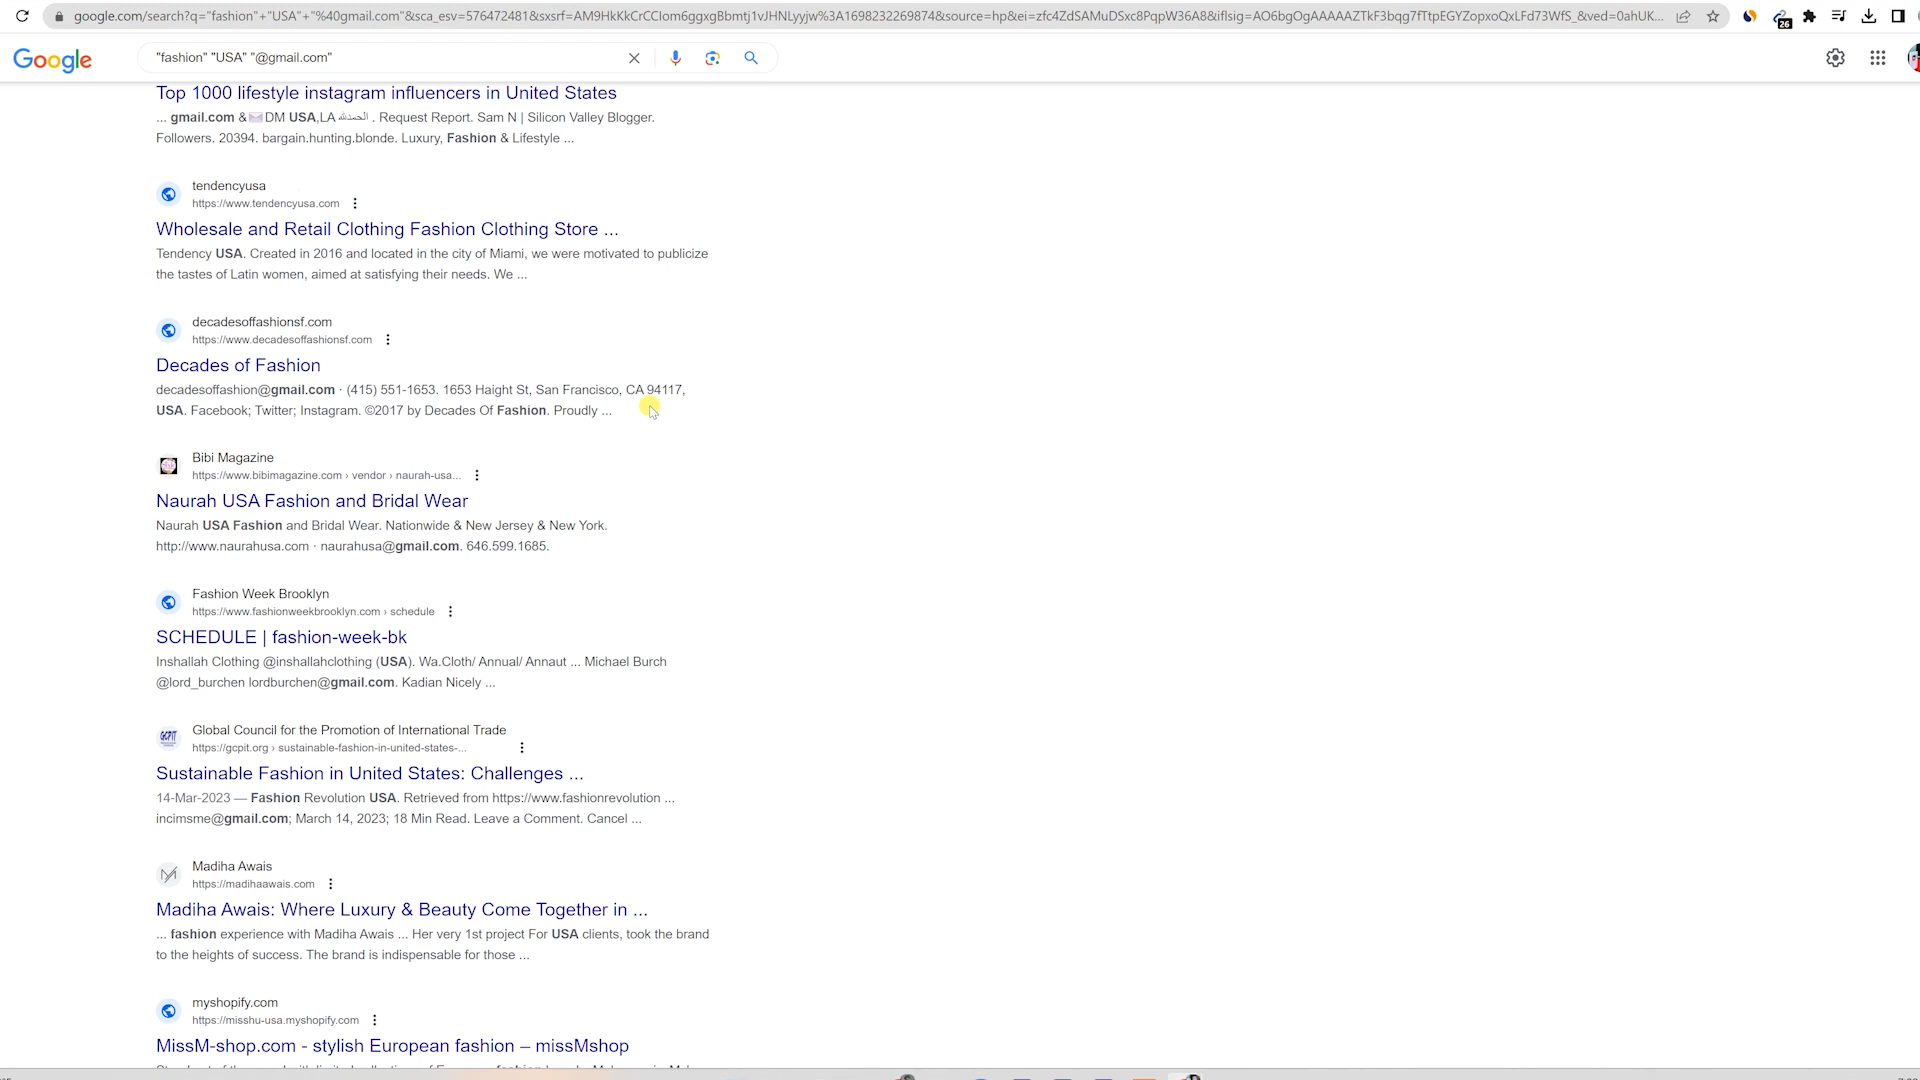 google.com/search?q="fashion"+"USA"+"%40gmail.com"&sca_esv=576472481&sxsrf=AM9HkKkCrCCIom6ggxgBbmtj1vJHNLyyjw%3A1698232269874&source=hp&ei=zfc4ZdSAMuDSxc8PqpW36A8&iflsig=AO6bgOgAAAAAZTkF3bqg7fTtpEGYZopxoQxLFd73WfS_&ved=0ahUK...
26
Google
"fashion" "USA" "@gmail.com"
Top 1000 lifestyle instagram influencers in United States
... gmail.com &✉️DM USA,LA الحمدلله . Request Report. Sam N | Silicon Valley Blogger.
Followers. 20394. bargain.hunting.blonde. Luxury, Fashion & Lifestyle ...
tendencyusa
https://www.tendencyusa.com
Wholesale and Retail Clothing Fashion Clothing Store ...
Tendency USA. Created in 2016 and located in the city of Miami, we were motivated to publicize
the tastes of Latin women, aimed at satisfying their needs. We ...
decadesoffashionsf.com
https://www.decadesoffashionsf.com
Decades of Fashion
decadesoffashion@gmail.com · (415) 551-1653. 1653 Haight St, San Francisco, CA 94117,
USA. Facebook; Twitter; Instagram. ©2017 by Decades Of Fashion. Proudly ...
Bibi Magazine
https://www.bibimagazine.com › vendor › naurah-usa...
Naurah USA Fashion and Bridal Wear
Naurah USA Fashion and Bridal Wear. Nationwide & New Jersey & New York.
http://www.naurahusa.com · naurahusa@gmail.com. 646.599.1685.
Fashion Week Brooklyn
https://www.fashionweekbrooklyn.com › schedule
SCHEDULE | fashion-week-bk
Inshallah Clothing @inshallahclothing (USA). Wa.Cloth/ Annual/ Annaut ... Michael Burch
@lord_burchen lordburchen@gmail.com. Kadian Nicely ...
GCPIT
Global Council for the Promotion of International Trade
https://gcpit.org › sustainable-fashion-in-united-states-...
Sustainable Fashion in United States: Challenges ...
14-Mar-2023 — Fashion Revolution USA. Retrieved from https://www.fashionrevolution ...
incimsme@gmail.com; March 14, 2023; 18 Min Read. Leave a Comment. Cancel ...
Madiha Awais
https://madihaawais.com
Madiha Awais: Where Luxury & Beauty Come Together in ...
... fashion experience with Madiha Awais ... Her very 1st project For USA clients, took the brand
to the heights of success. The brand is indispensable for those ...
myshopify.com
https://misshu-usa.myshopify.com
MissM-shop.com - stylish European fashion – missMshop